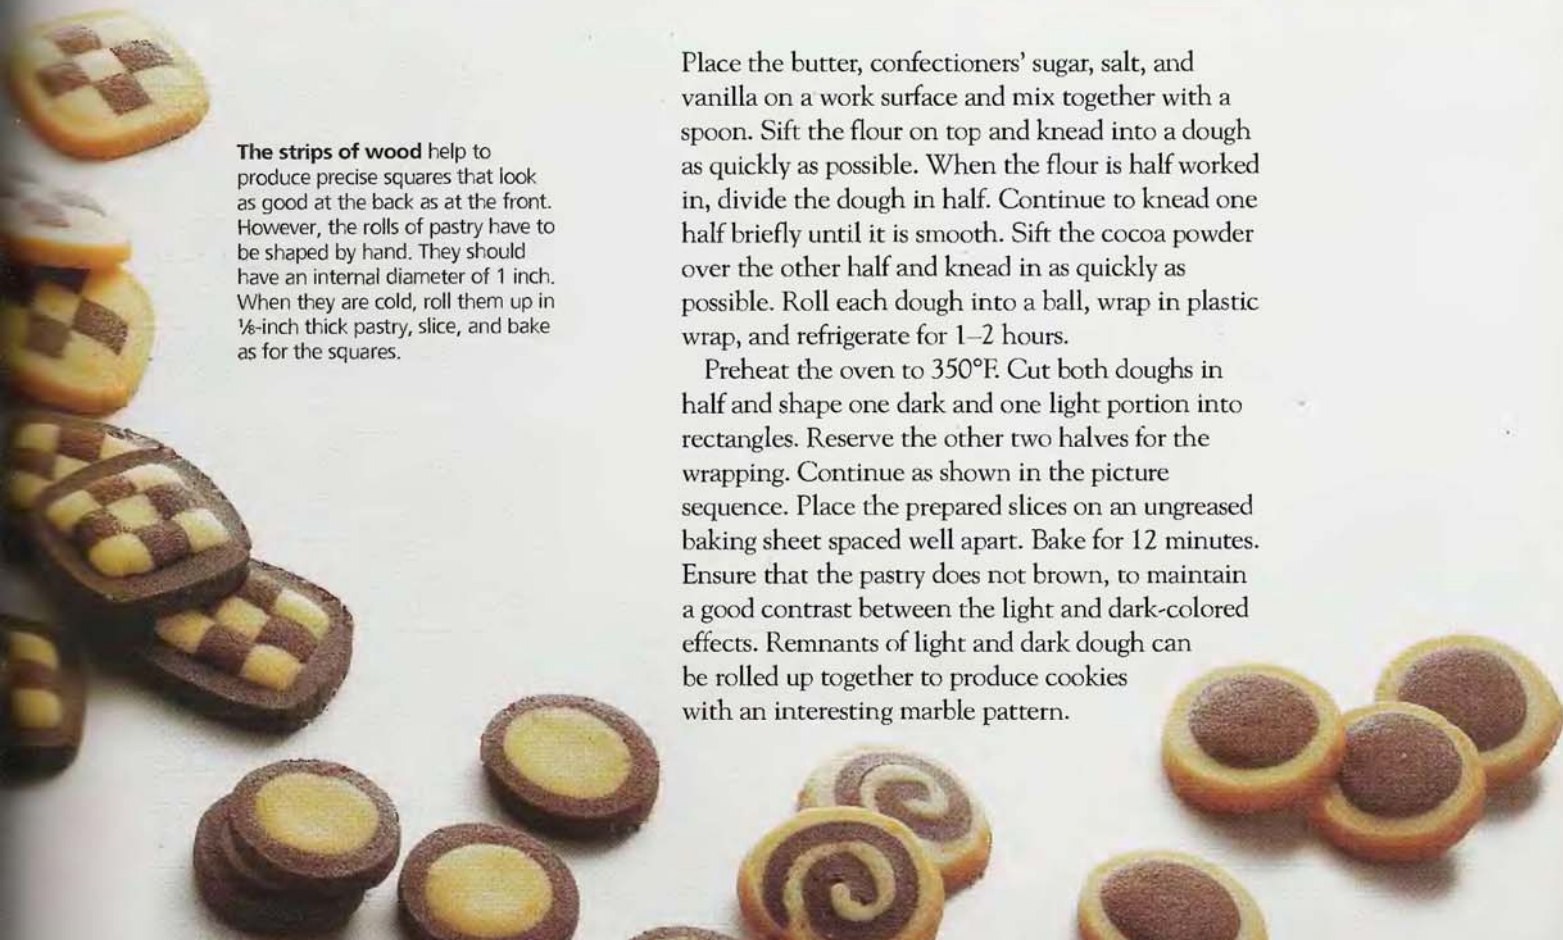 The strips of wood help to
produce precise squares that look
as good at the back as at the front.
However, the rolls of pastry have to
be shaped by hand. They should
have an internal diameter of 1 inch.
When they are cold, roll them up in
⅛-inch thick pastry, slice, and bake
as for the squares.
Place the butter, confectioners’ sugar, salt, and
vanilla on a work surface and mix together with a
spoon. Sift the flour on top and knead into a dough
as quickly as possible. When the flour is half worked
in, divide the dough in half. Continue to knead one
half briefly until it is smooth. Sift the cocoa powder
over the other half and knead in as quickly as
possible. Roll each dough into a ball, wrap in plastic
wrap, and refrigerate for 1–2 hours.
Preheat the oven to 350°F. Cut both doughs in
half and shape one dark and one light portion into
rectangles. Reserve the other two halves for the
wrapping. Continue as shown in the picture
sequence. Place the prepared slices on an ungreased
baking sheet spaced well apart. Bake for 12 minutes.
Ensure that the pastry does not brown, to maintain
a good contrast between the light and dark-colored
effects. Remnants of light and dark dough can
be rolled up together to produce cookies
with an interesting marble pattern.